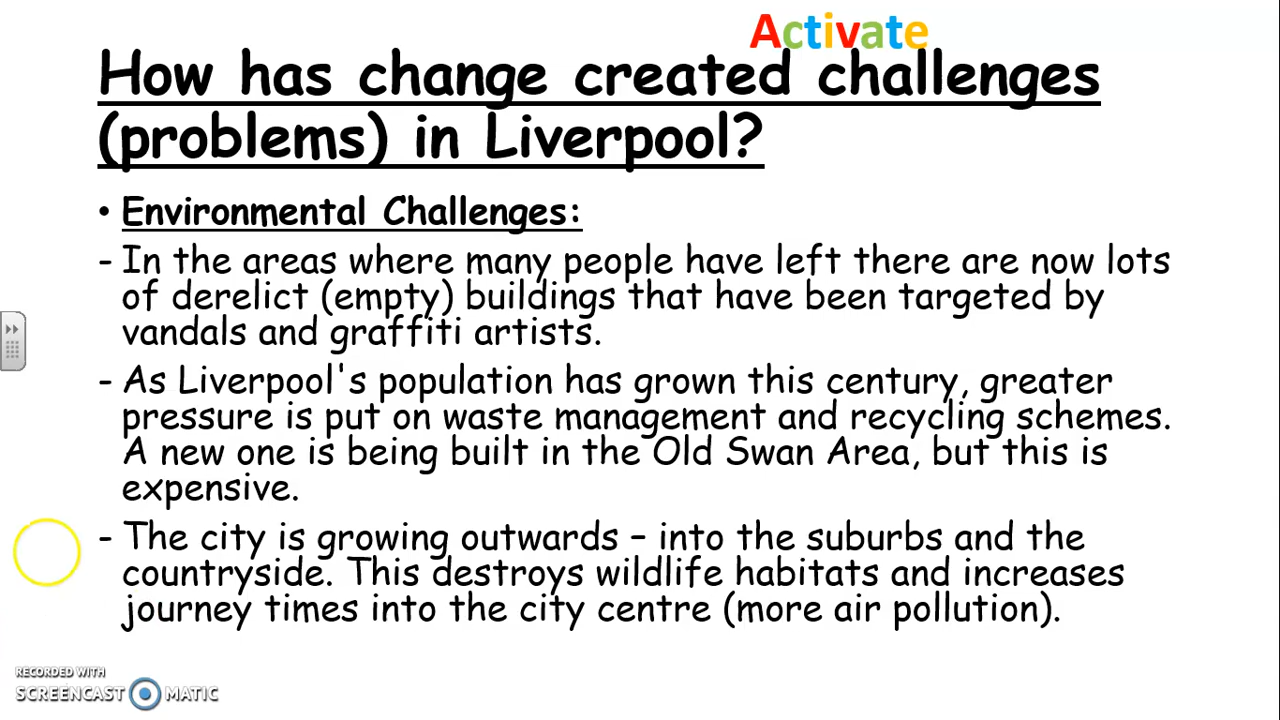 Activate
How has change created challenges
(problems) in Liverpool?
• Environmental Challenges:
- In the areas where many people have left there are now lots
of derelict (empty) buildings that have been targeted by
vandals and graffiti artists.
- As Liverpool's population has grown this century, greater
pressure is put on waste management and recycling schemes.
A new one is being built in the Old Swan Area, but this is
expensive.
- The city is growing outwards – into the suburbs and the
countryside. This destroys wildlife habitats and increases
journey times into the city centre (more air pollution).
RECORDED WITH
SCREENCAST MATIC